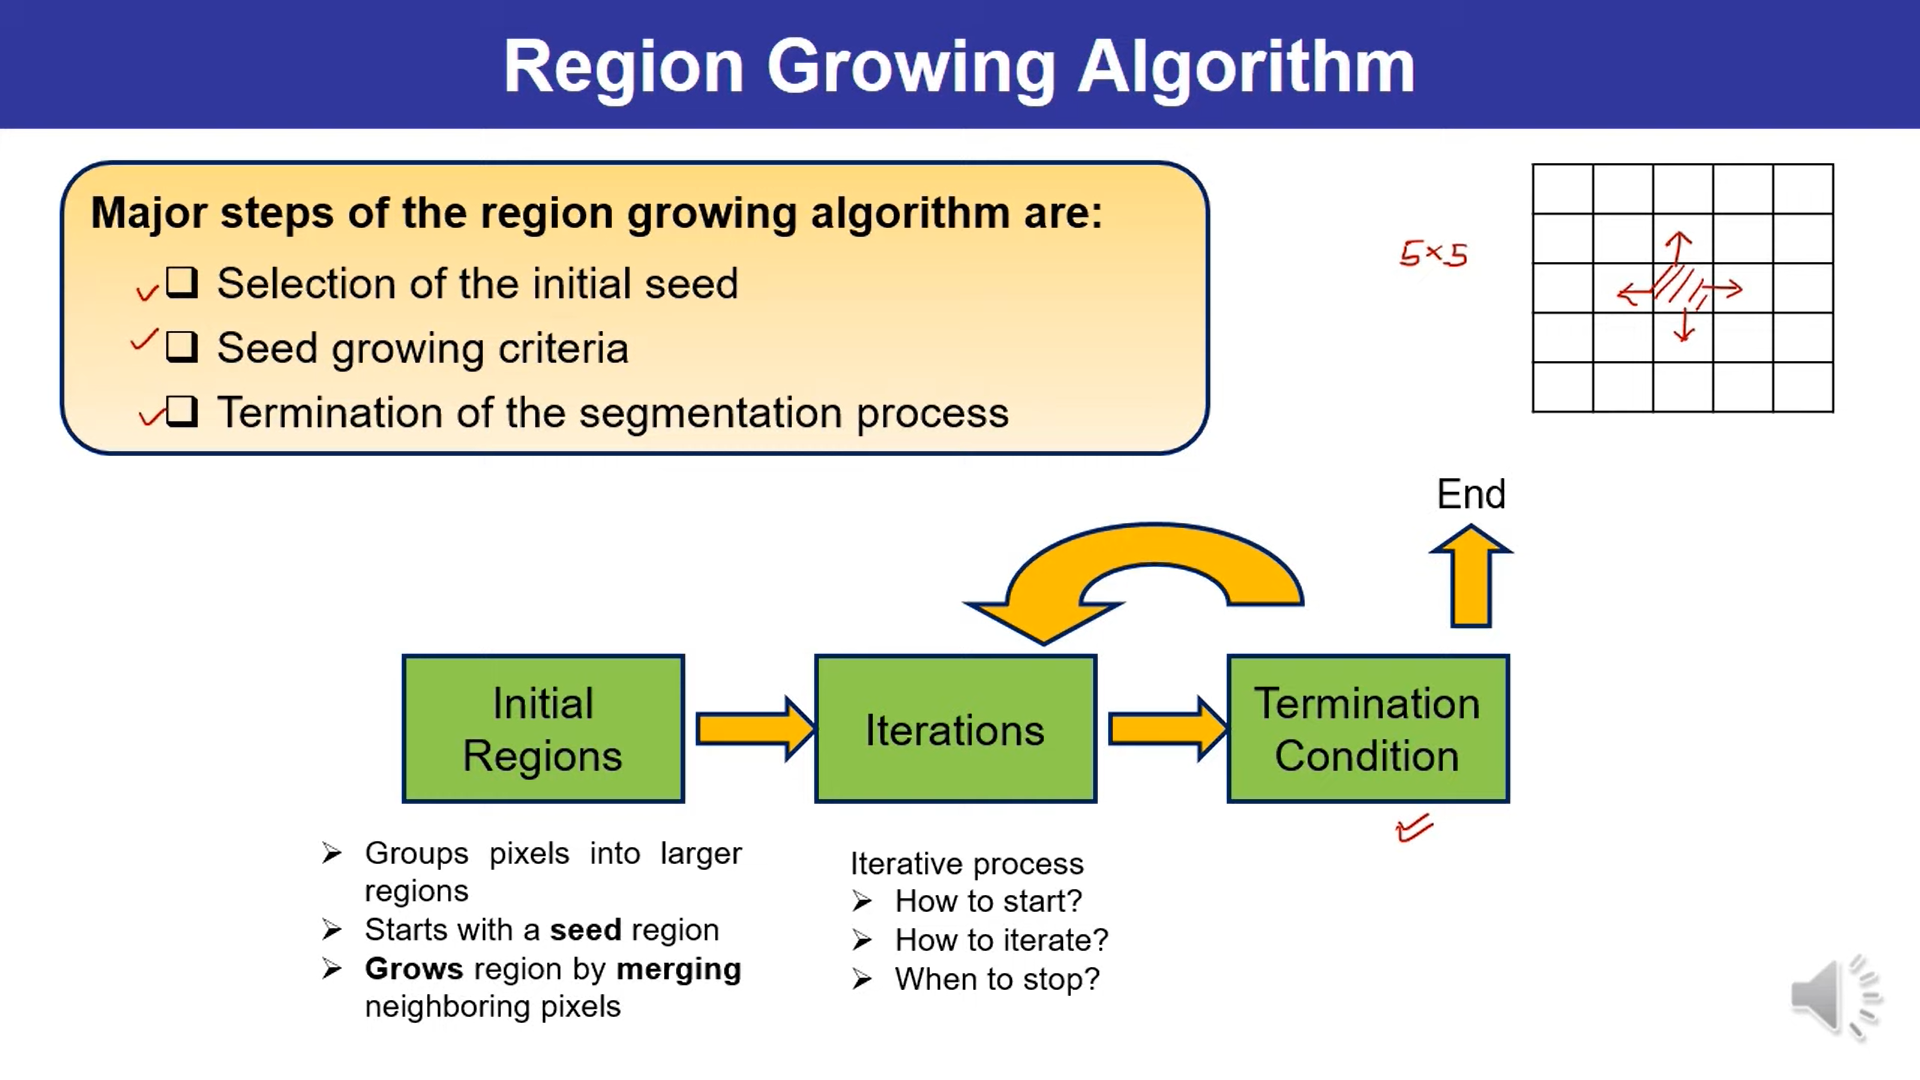 Region Growing Algorithm
Major steps of the region growing algorithm are:
Selection of the initial seed
Seed growing criteria
Termination of the segmentation process
5×5
End
Initial
Regions
Iterations
Termination
Condition
Groups pixels into larger
regions
Starts with a seed region
Grows region by merging
neighboring pixels
Iterative process
How to start?
How to iterate?
When to stop?